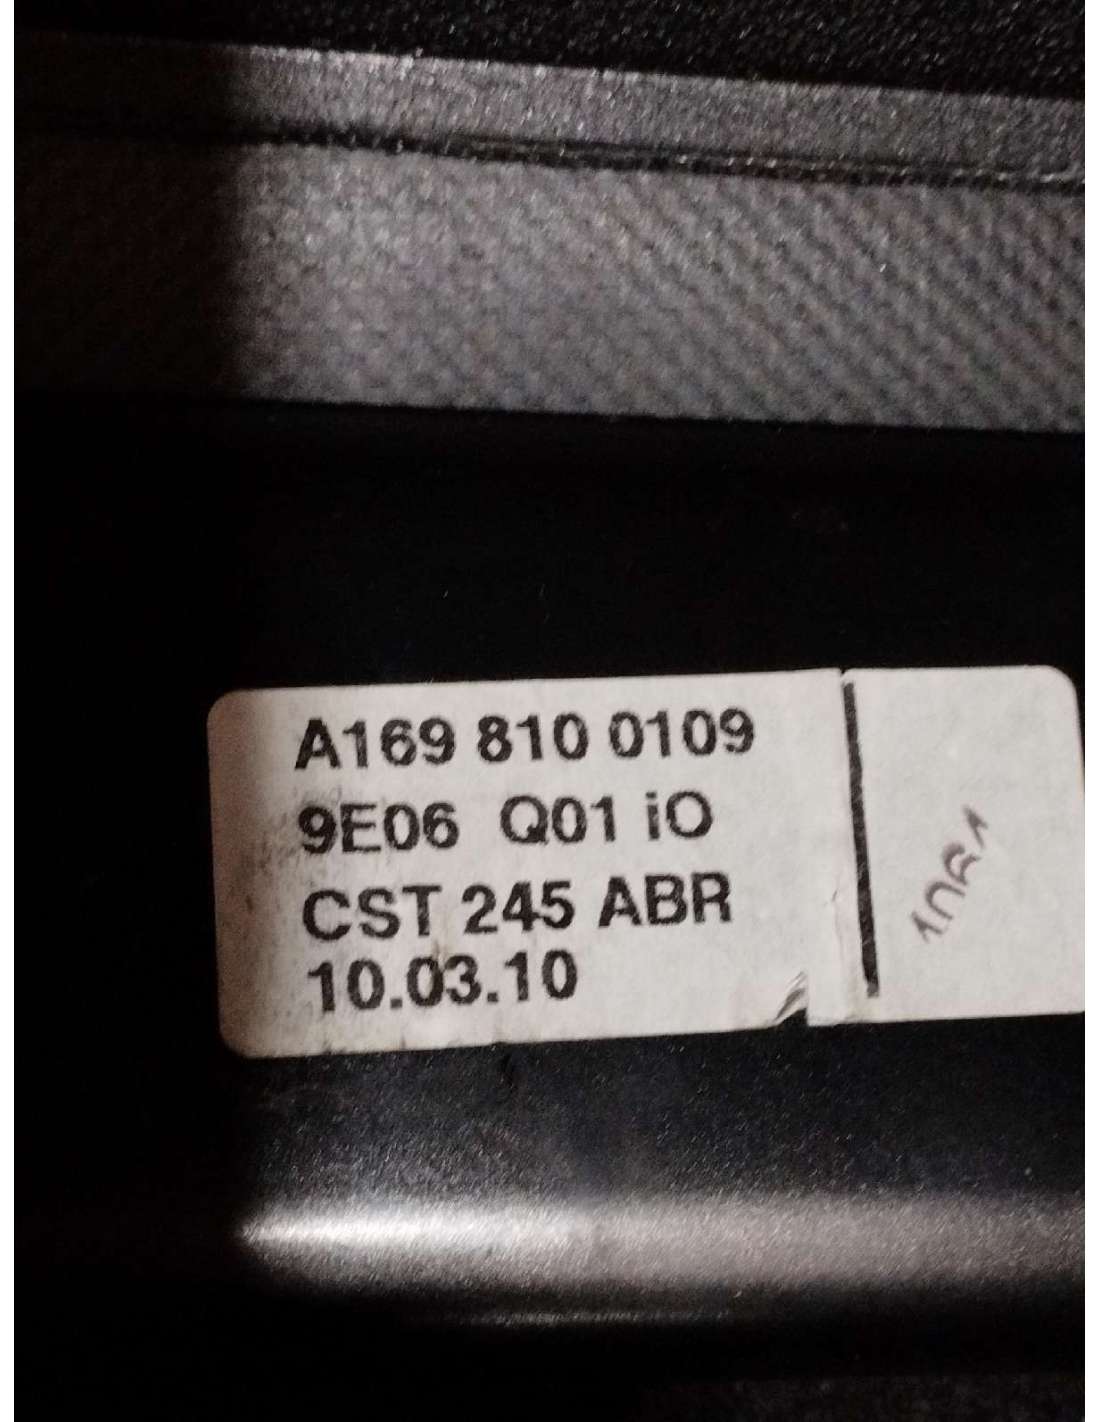 A169 810 0109
9E06 Q01 iO
CST 245 ABR
10.03.10